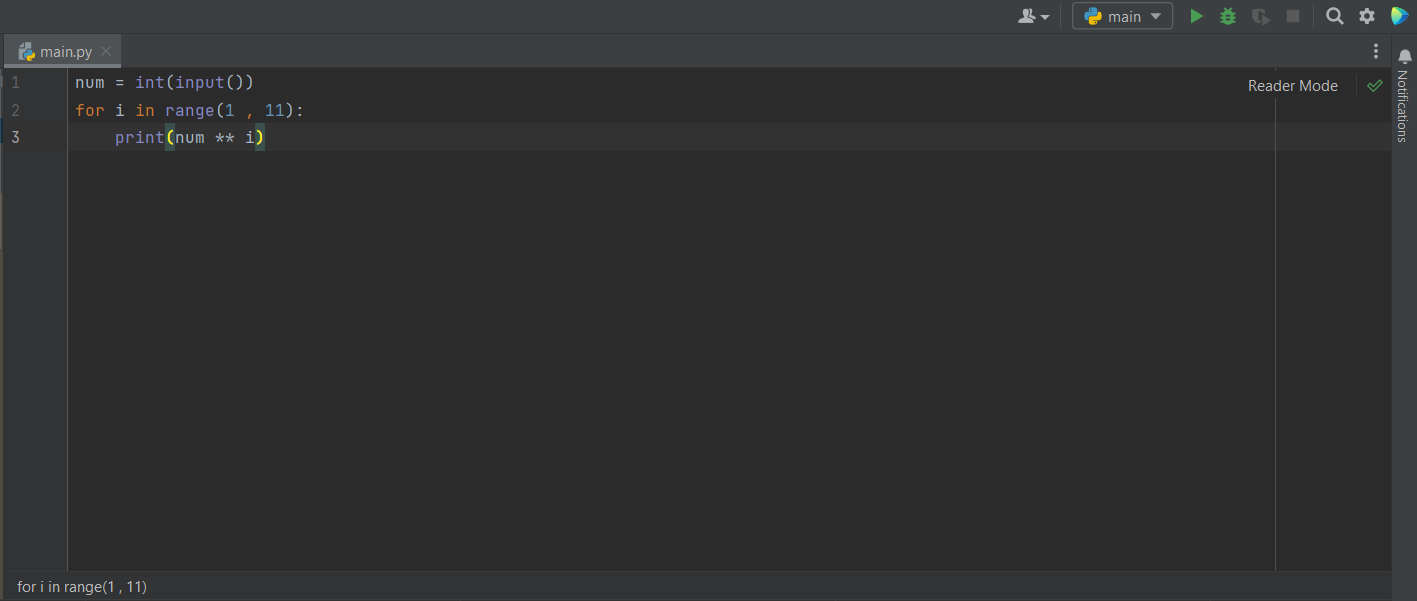 main
main.py
Reader Mode
Notifications
1 num = int(input())
2 for i in range(1 , 11):
3     print(num ** i)
for i in range(1 , 11)